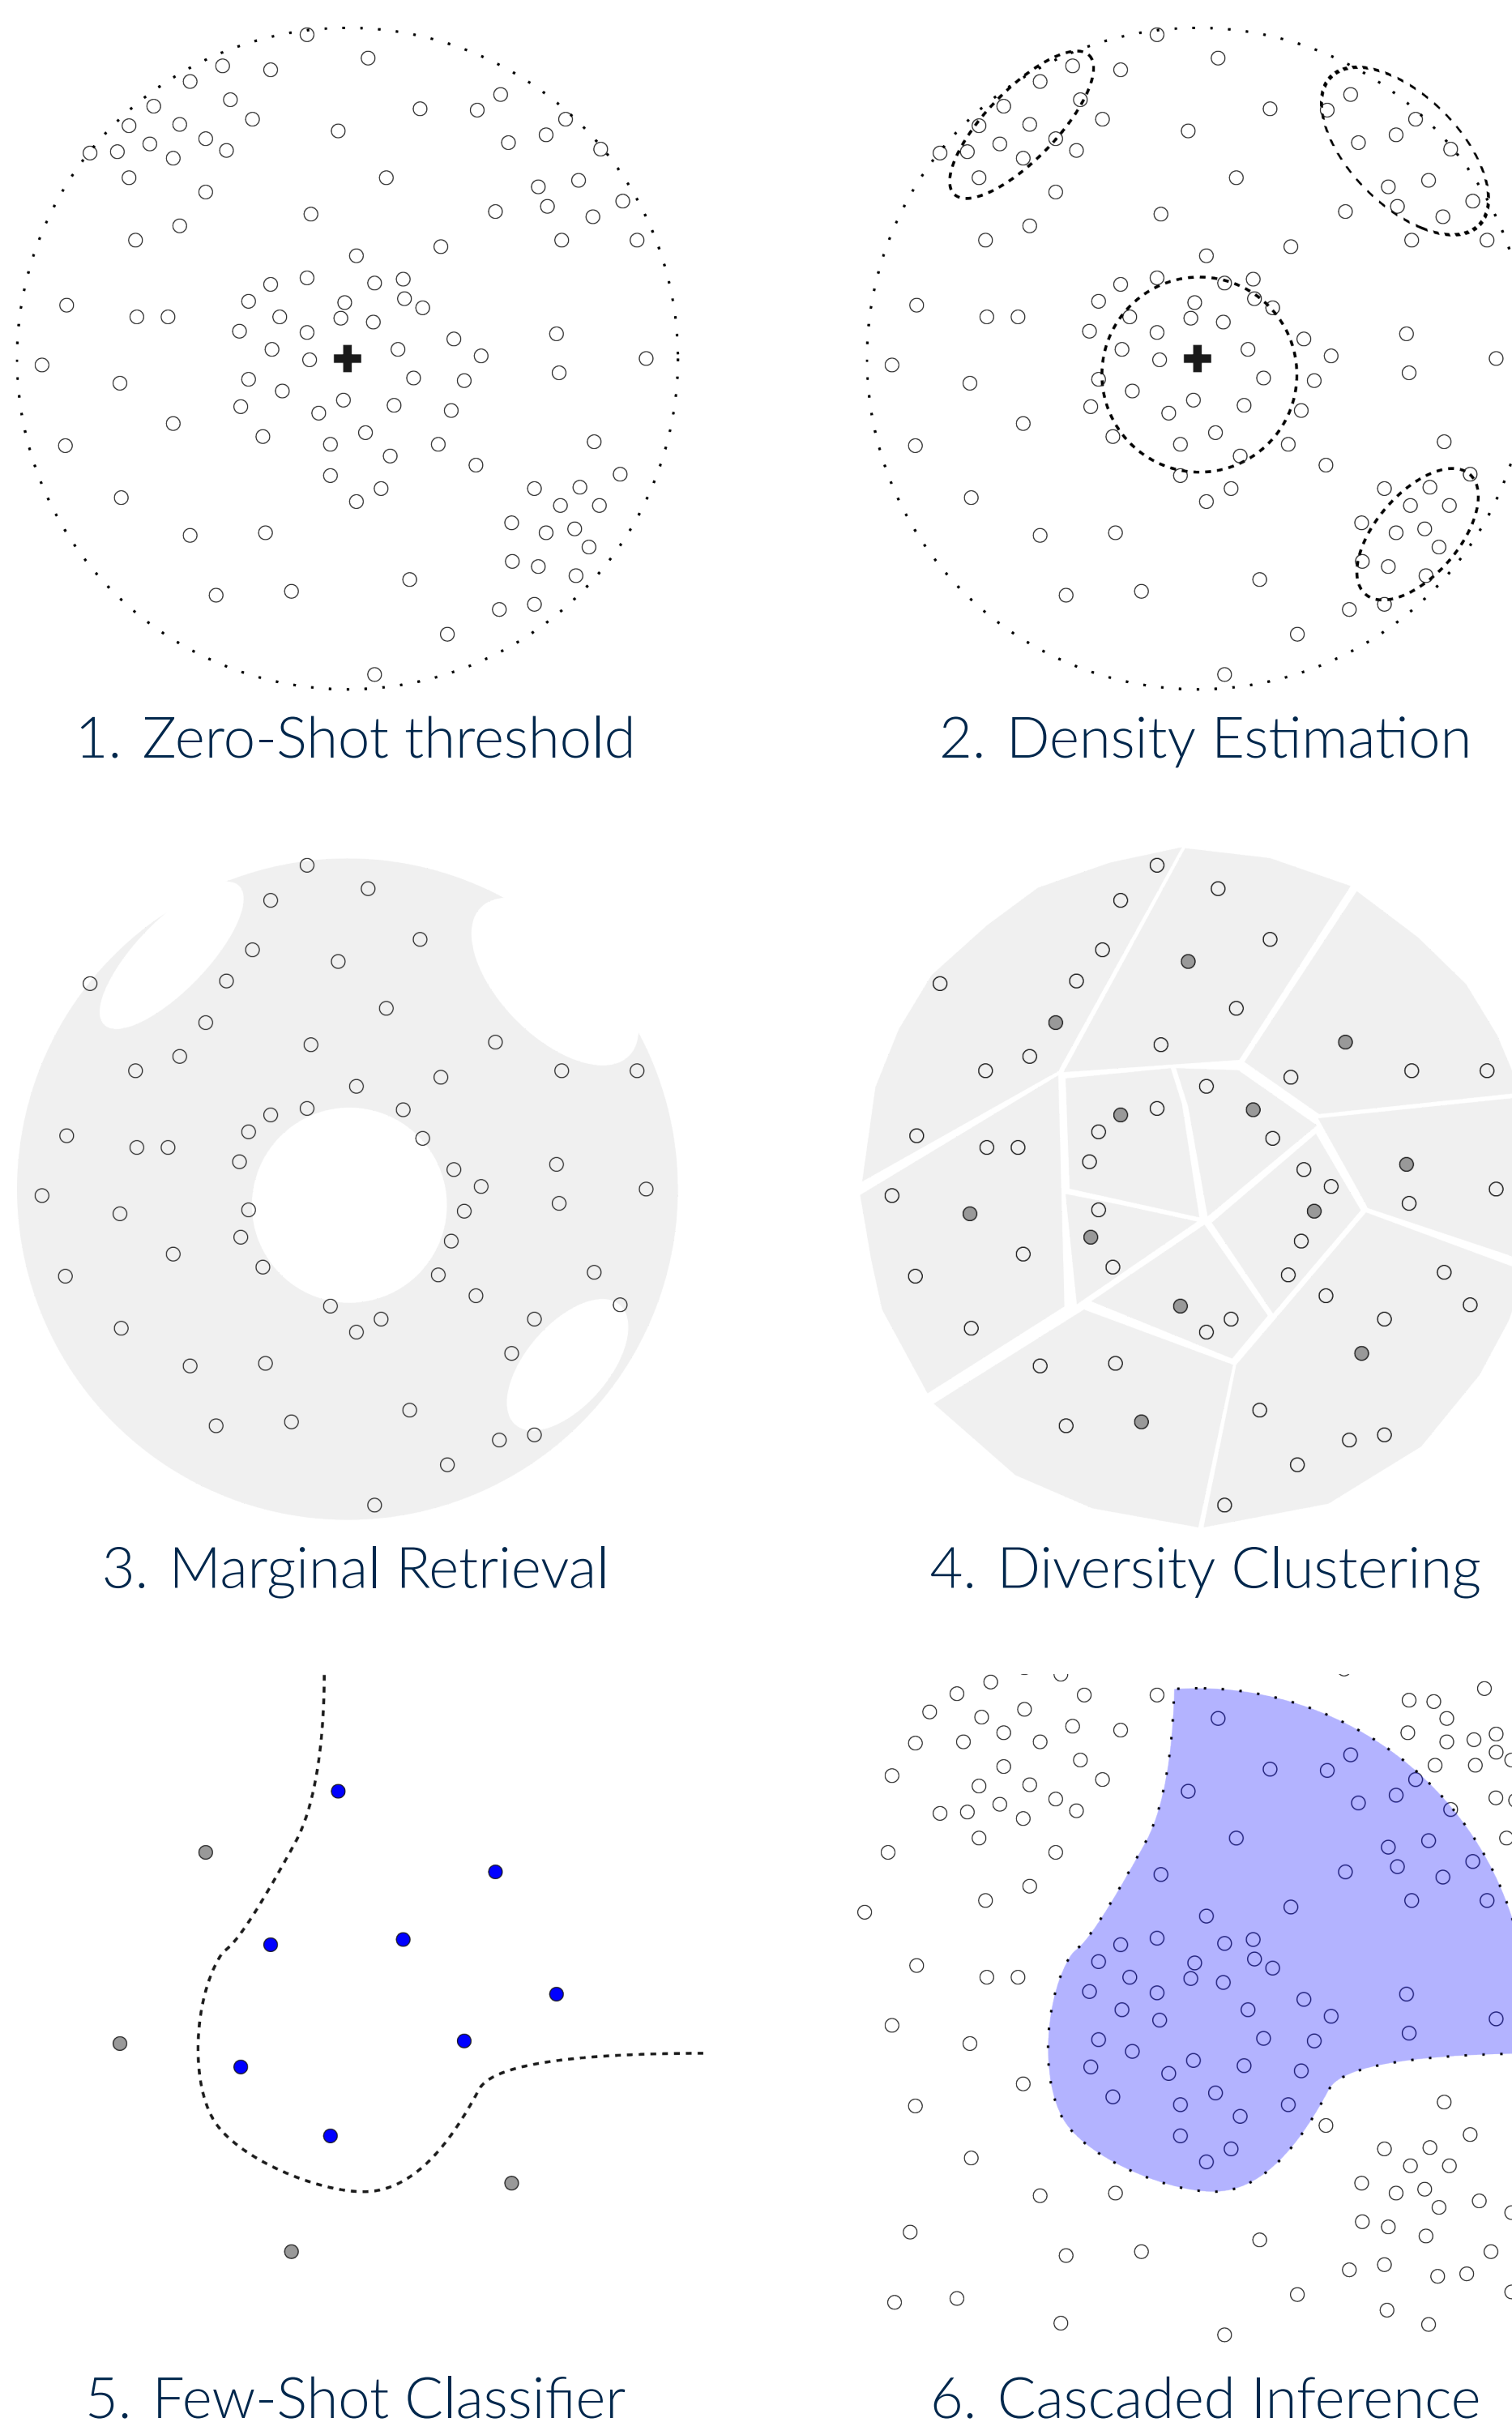 1. Zero-Shot threshold
2. Density Estimation
3. Marginal Retrieval
4. Diversity Clustering
5. Few-Shot Classifier
6. Cascaded Inference